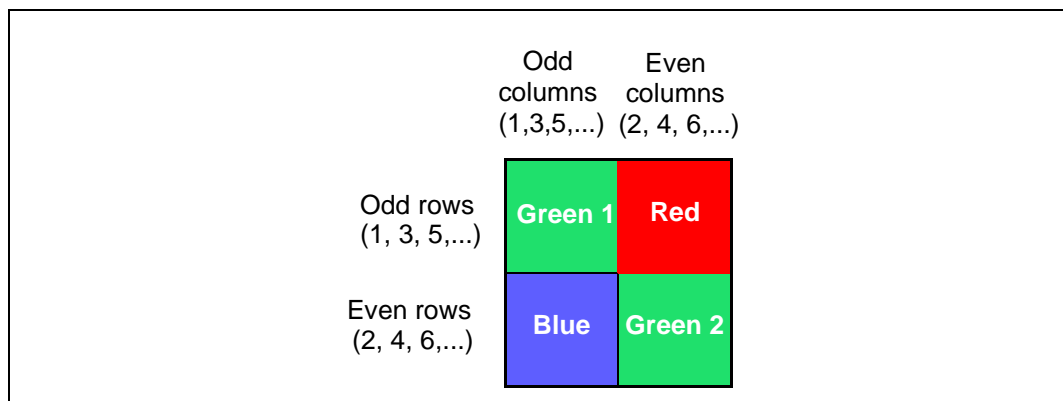 Odd
columns
(1,3,5,...)
Even
columns
(2, 4, 6,...)
Odd rows
(1, 3, 5,...)
Green 1
Red
Even rows
(2, 4, 6,...)
Blue
Green 2